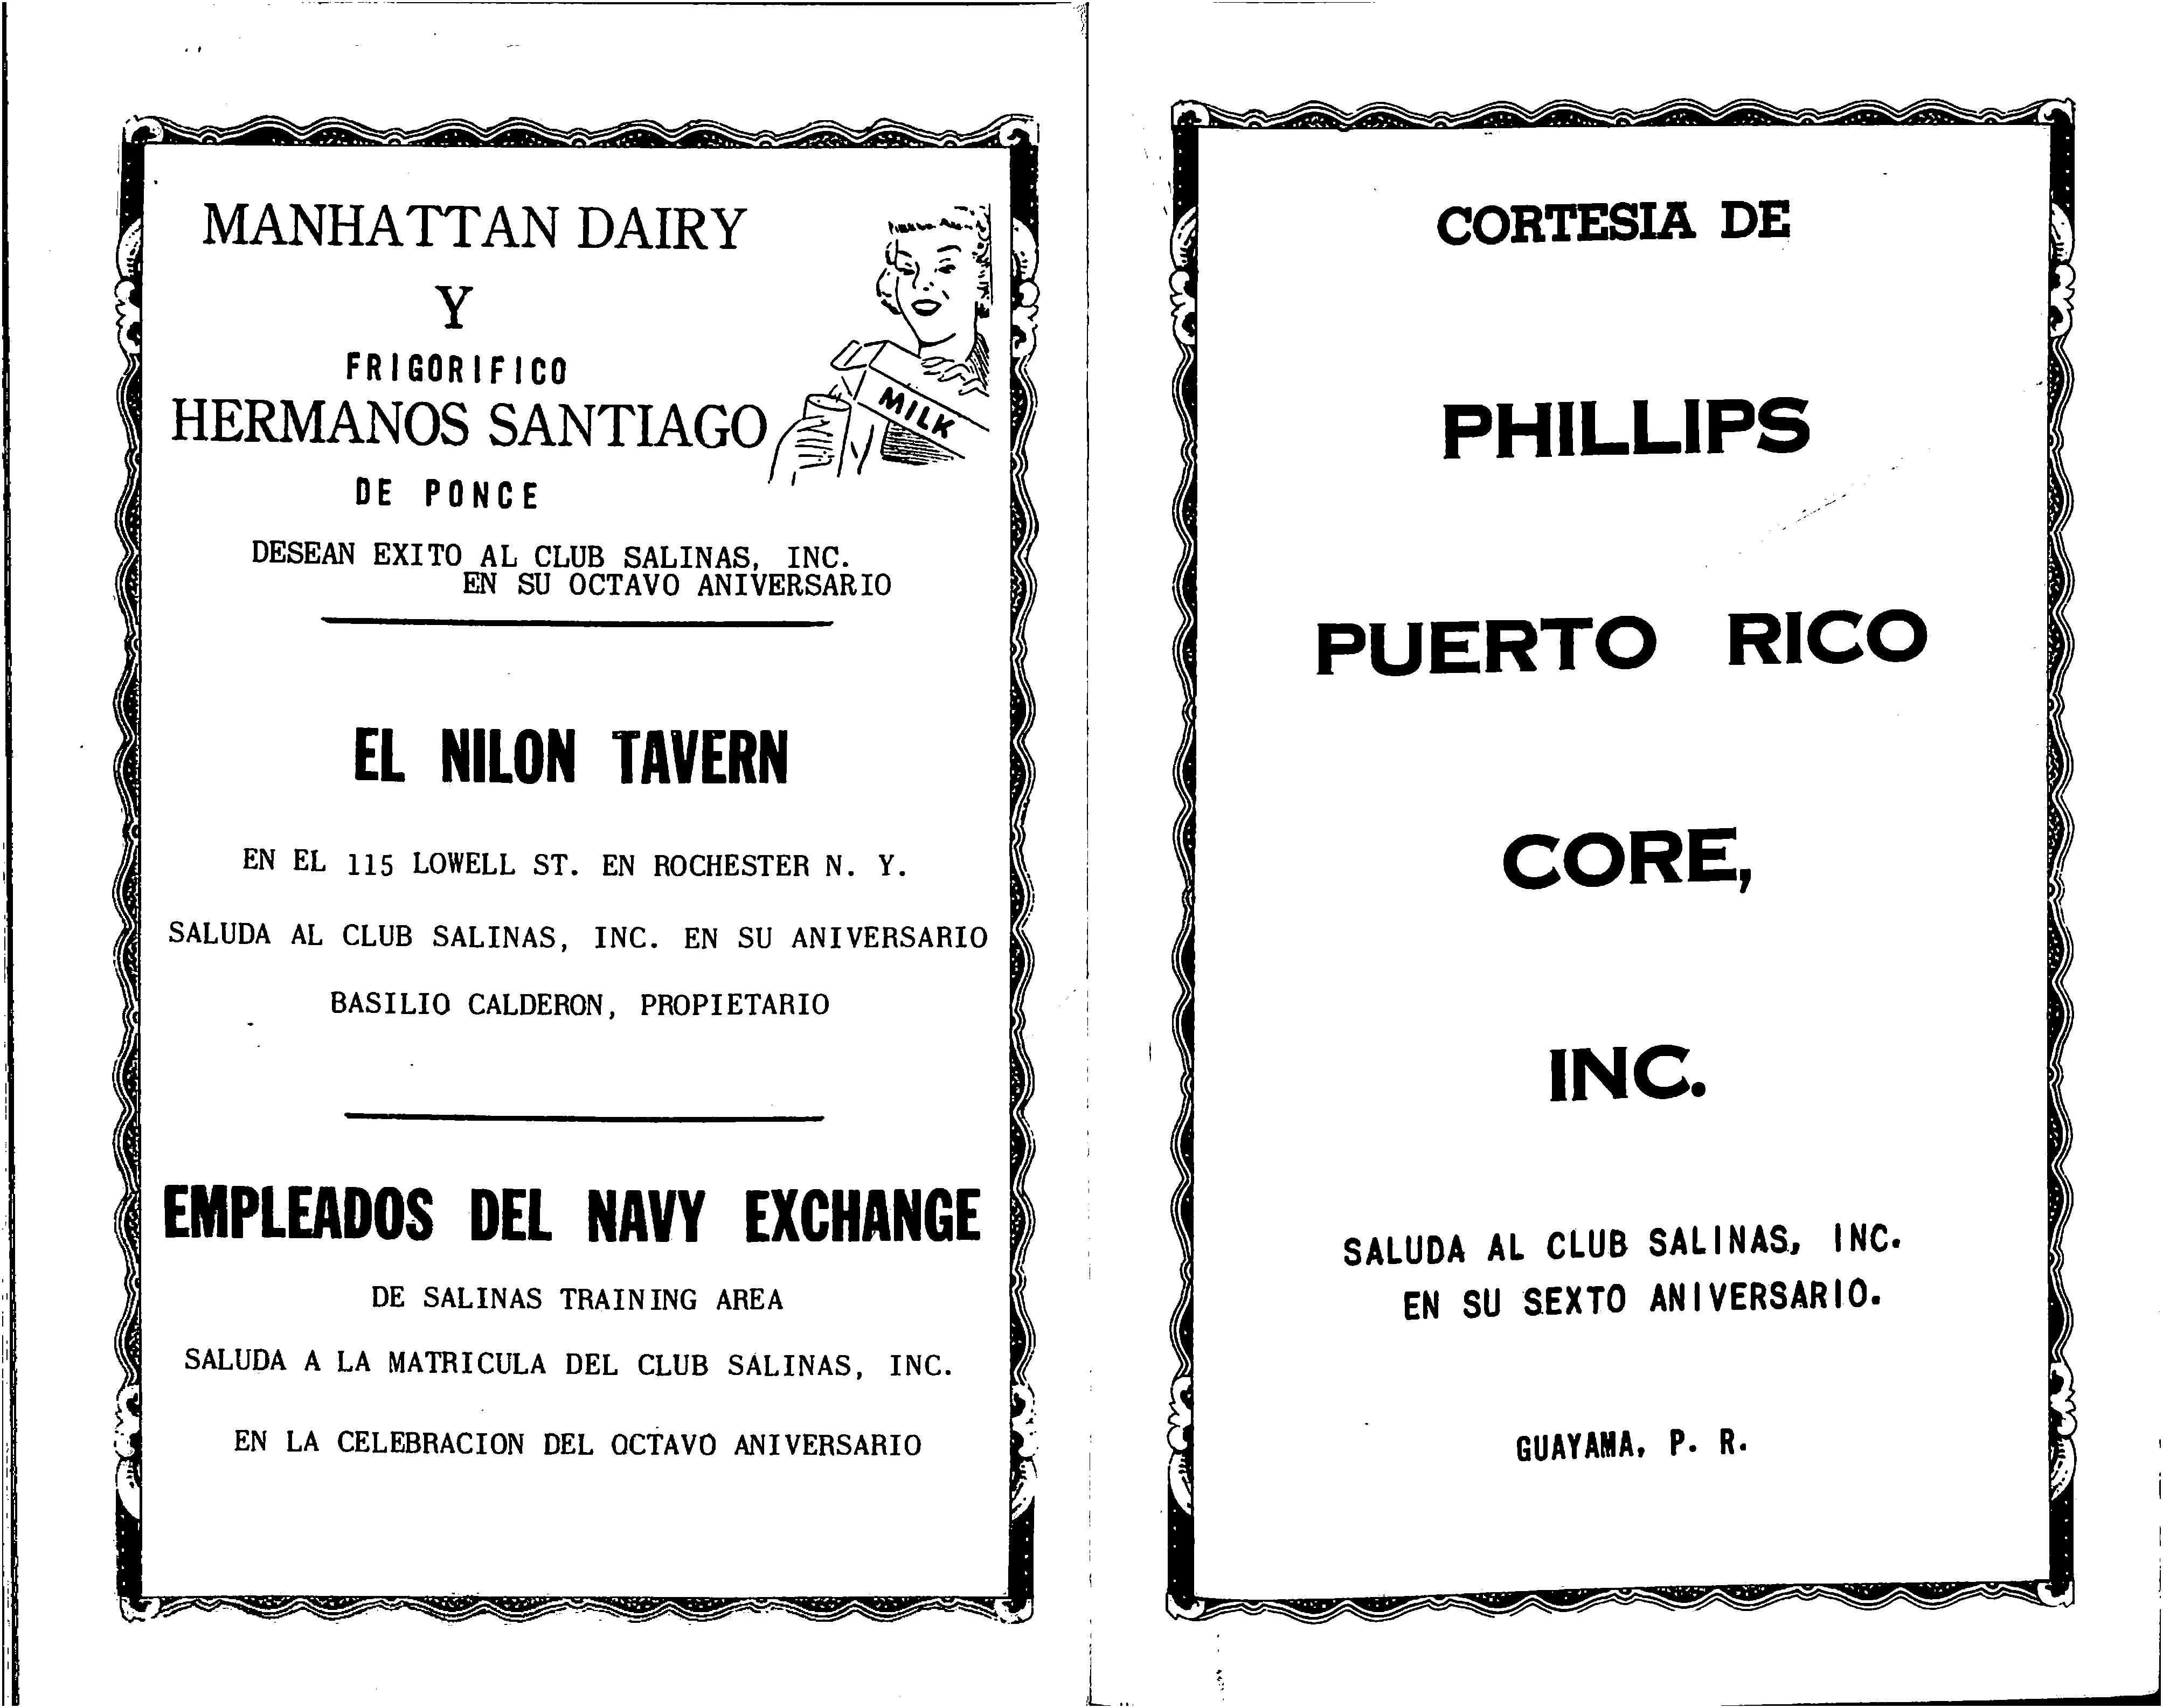 MANHATTAN DAIRY
Y
FRIGORIFICO
HERMANOS SANTIAGO
DE PONCE
MILK
DESEAN EXITO AL CLUB SALINAS, INC.
EN SU OCTAVO ANIVERSARIO
EL NILON TAVERN
EN EL 115 LOWELL ST. EN ROCHESTER N. Y.
SALUDA AL CLUB SALINAS, INC. EN SU ANIVERSARIO
BASILIO CALDERON, PROPIETARIO
EMPLEADOS DEL NAVY EXCHANGE
DE SALINAS TRAINING AREA
SALUDA A LA MATRICULA DEL CLUB SALINAS, INC.
EN LA CELEBRACION DEL OCTAVO ANIVERSARIO
CORTESIA DE
PHILLIPS
PUERTO RICO
CORE,
INC.
SALUDA AL CLUB SALINAS, INC.
EN SU SEXTO ANIVERSARIO.
GUAYAMA, P. R.